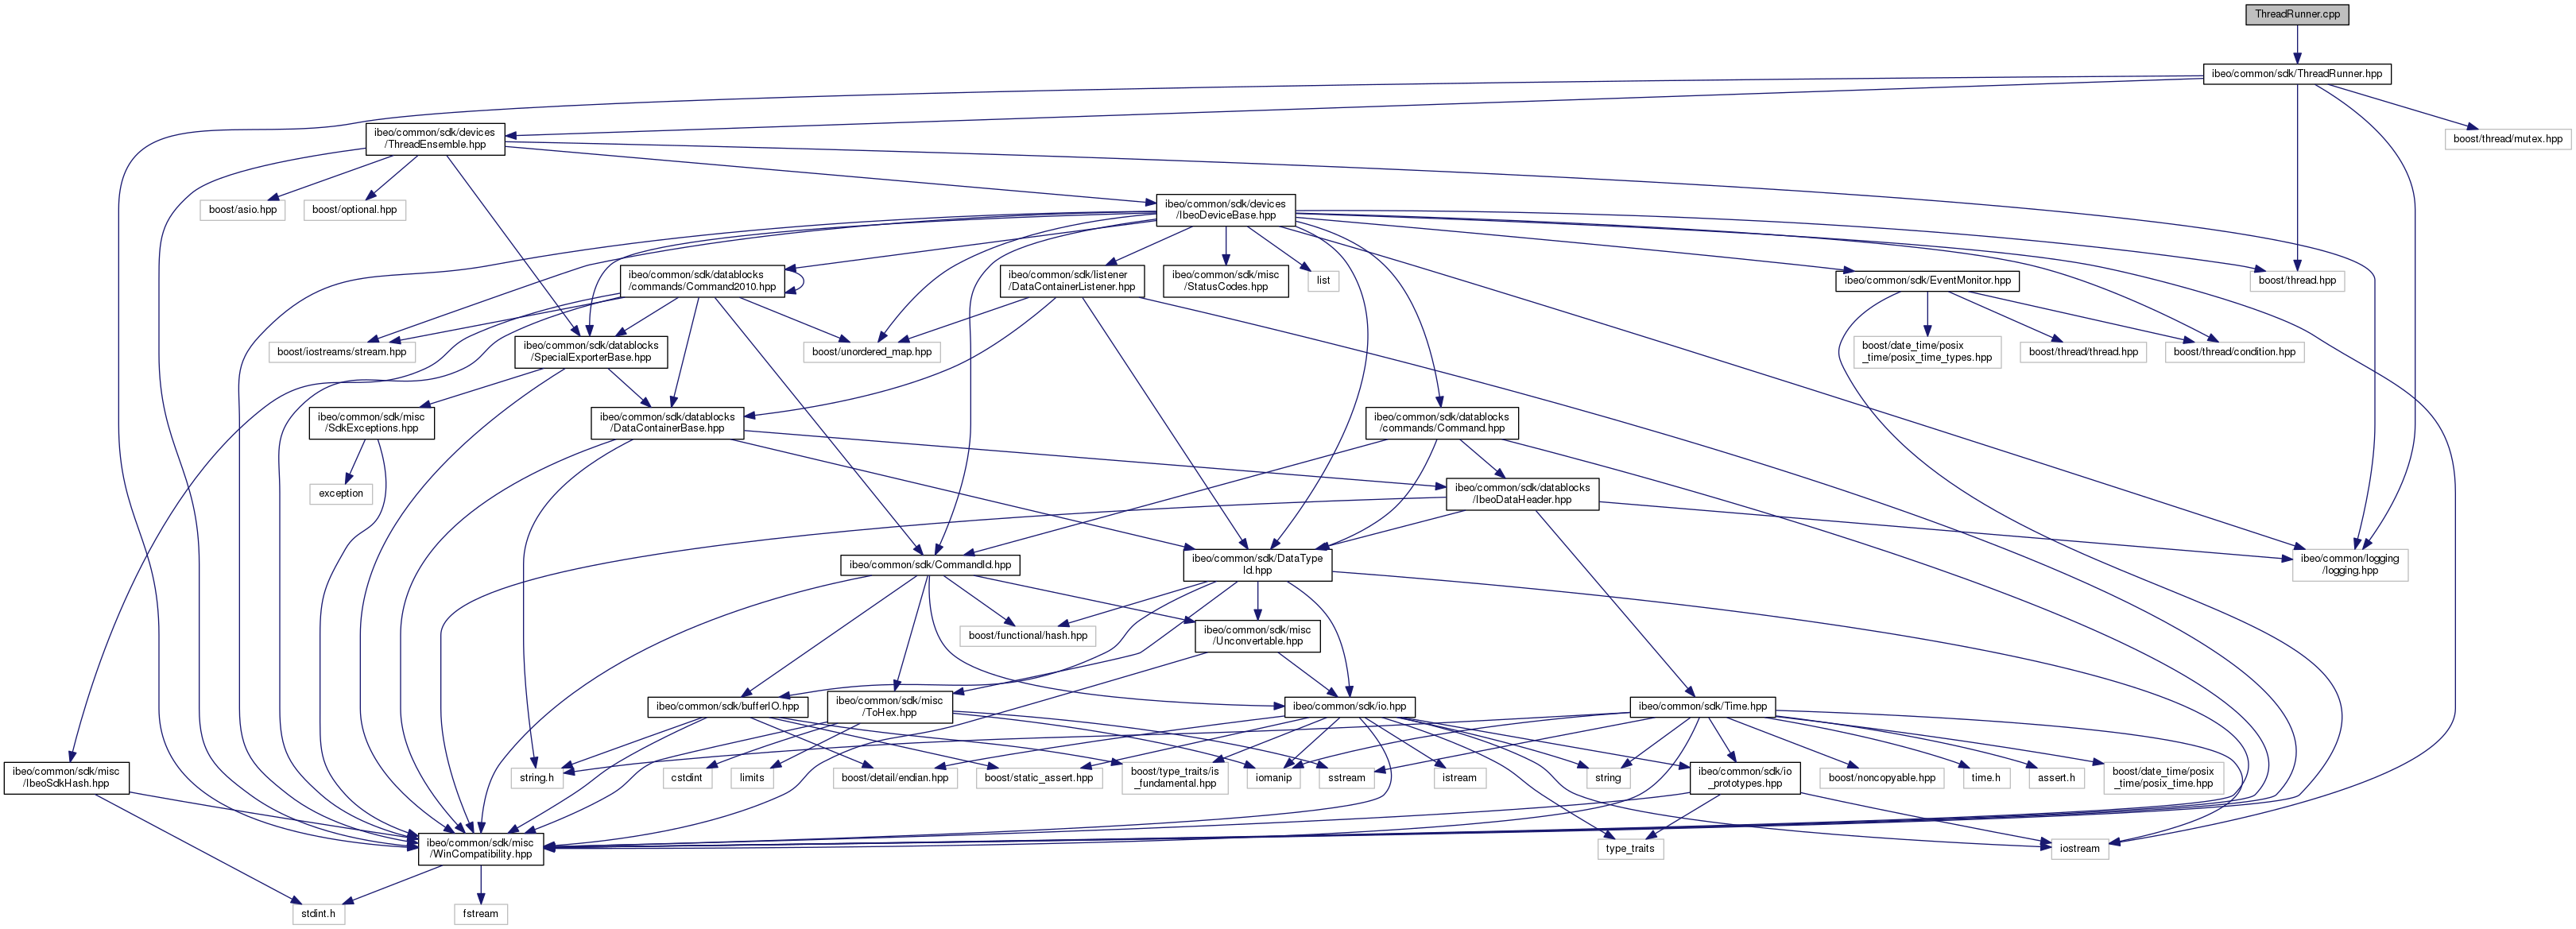 ThreadRunner.cpp
ibeo/common/sdk/ThreadRunner.hpp
ibeo/common/sdk/devices
/ThreadEnsemble.hpp
boost/thread/mutex.hpp
boost/asio.hpp
boost/optional.hpp
ibeo/common/sdk/devices
/IbeoDeviceBase.hpp
ibeo/common/sdk/datablocks
/commands/Command2010.hpp
ibeo/common/sdk/listener
/DataContainerListener.hpp
ibeo/common/sdk/misc
/StatusCodes.hpp
list
ibeo/common/sdk/EventMonitor.hpp
boost/thread.hpp
boost/iostreams/stream.hpp
ibeo/common/sdk/datablocks
/SpecialExporterBase.hpp
boost/unordered_map.hpp
boost/date_time/posix
_time/posix_time_types.hpp
boost/thread/thread.hpp
boost/thread/condition.hpp
ibeo/common/sdk/misc
/SdkExceptions.hpp
ibeo/common/sdk/datablocks
/DataContainerBase.hpp
ibeo/common/sdk/datablocks
/commands/Command.hpp
exception
ibeo/common/sdk/datablocks
/IbeoDataHeader.hpp
ibeo/common/sdk/CommandId.hpp
ibeo/common/sdk/DataType
Id.hpp
ibeo/common/logging
/logging.hpp
boost/functional/hash.hpp
ibeo/common/sdk/misc
/Unconvertable.hpp
ibeo/common/sdk/bufferIO.hpp
ibeo/common/sdk/misc
/ToHex.hpp
ibeo/common/sdk/io.hpp
ibeo/common/sdk/Time.hpp
ibeo/common/sdk/misc
/IbeoSdkHash.hpp
string.h
cstdint
limits
boost/detail/endian.hpp
boost/static_assert.hpp
boost/type_traits/is
_fundamental.hpp
iomanip
sstream
istream
string
ibeo/common/sdk/io
_prototypes.hpp
boost/noncopyable.hpp
time.h
assert.h
boost/date_time/posix
_time/posix_time.hpp
ibeo/common/sdk/misc
/WinCompatibility.hpp
type_traits
iostream
stdint.h
fstream